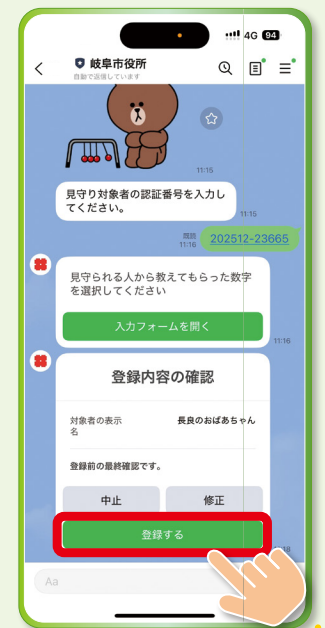 4G 94
岐阜市役所
自動で返信しています
11:15
見守り対象者の認証番号を入力し
てください。
11:15
既読
11:16
202512-23665
見守られる人から教えてもらった数字
を選択してください
入力フォームを開く
11:16
登録内容の確認
対象者の表示
名
長良のおばあちゃん
登録前の最終確認です。
中止
修正
登録する
Aa